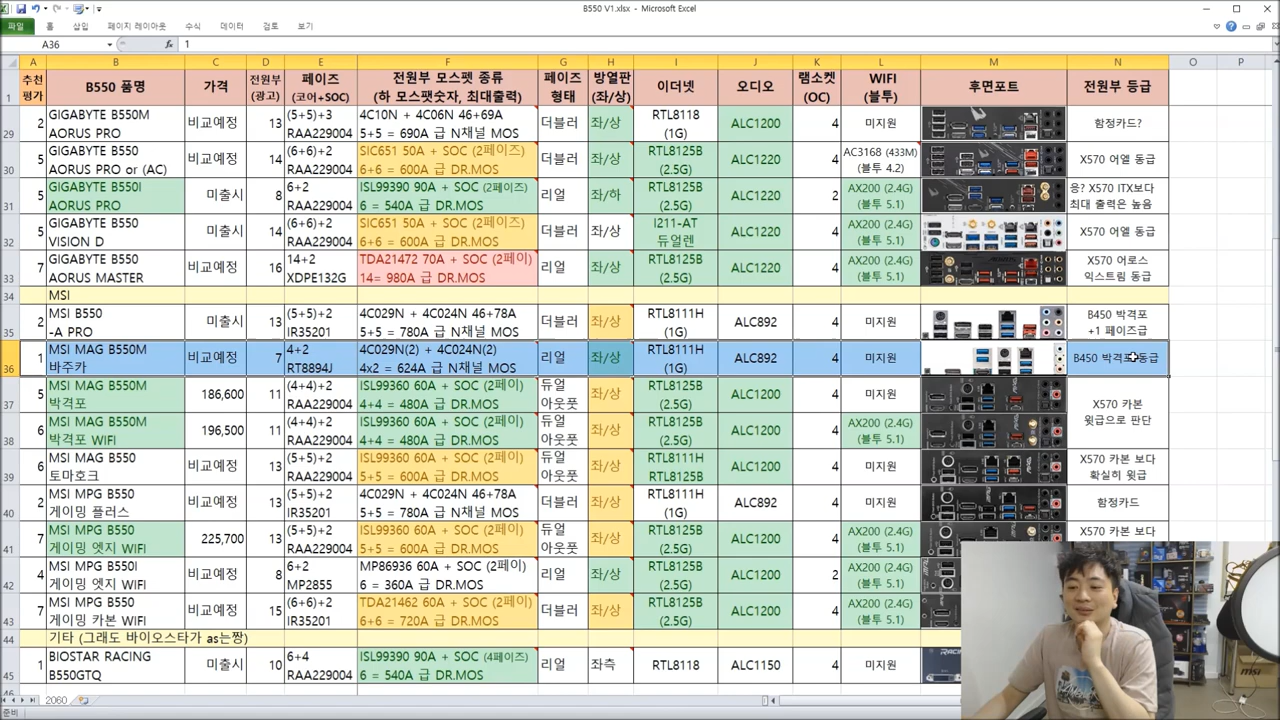 B550 V1.xlsx - Microsoft Excel
파일 홈 삽입 페이지 레이아웃 수식 데이터 검토 보기
A36 fx 1
A B C D E F G H I J K L M N O P Q
1 추천 평가 B550 품명 가격 전원부 (광고) 페이즈 (코어+SOC) 전원부 모스펫 종류 (하 모스펫숫자, 최대출력) 페이즈 형태 방열판 (좌/상) 이더넷 오디오 램소켓 (OC) WIFI (블투) 후면포트 전원부 등급
29 2 GIGABYTE B550M AORUS PRO 비교예정 13 (5+5)+3 RAA229004 4C10N + 4C06N 46+69A 5+5 = 690A 급 N채널 MOS 더블러 좌/상 RTL8118 (1G) ALC1200 4 미지원 함정카드?
30 5 GIGABYTE B550 AORUS PRO or (AC) 비교예정 14 (6+6)+2 RAA229004 SIC651 50A + SOC (2페이즈) 6+6 = 600A 급 DR.MOS 더블러 좌/상 RTL8125B (2.5G) ALC1220 4 AC3168 (433M) (블투 4.2) X570 어엘 동급
31 5 GIGABYTE B550I AORUS PRO 미출시 8 6+2 RAA229004 ISL99390 90A + SOC (2페이즈) 6 = 540A 급 DR.MOS 리얼 좌/하 RTL8125B (2.5G) ALC1220 2 AX200 (2.4G) (블투 5.1) 응? X570 ITX보다 최대 출력은 높음
32 5 GIGABYTE B550 VISION D 미출시 14 (6+6)+2 RAA229004 SIC651 50A + SOC (2페이즈) 6+6 = 600A 급 DR.MOS 더블러 좌/상 I211-AT 듀얼렌 ALC1220 4 AX200 (2.4G) (블투 5.1) X570 어엘 동급
33 7 GIGABYTE B550 AORUS MASTER 미출시 16 14+2 XDPE132G TDA21472 70A + SOC (2페이) 14= 980A 급 DR.MOS 리얼 좌/상 RTL8125B (2.5G) ALC1220 4 AX200 (2.4G) (블투 5.1) X570 어로스 익스트림 동급
34 MSI
35 2 MSI B550 -A PRO 미출시 13 (5+5)+2 IR35201 4C029N + 4C024N 46+78A 5+5 = 780A 급 N채널 MOS 더블러 좌/상 RTL8111H (1G) ALC892 4 미지원 B450 박격포 +1 페이즈급
36 1 MSI MAG B550M 바주카 비교예정 7 4+2 RT8894J 4C029N(2) + 4C024N(2) 4x2 = 624A 급 N채널 MOS 리얼 좌/상 RTL8111H (1G) ALC892 4 미지원 B450 박격포 동급
37 5 MSI MAG B550M 박격포 186,600 11 (4+4)+2 RAA229004 ISL99360 60A + SOC (2페이) 4+4 = 480A 급 DR.MOS 듀얼 아웃풋 좌/상 RTL8125B (2.5G) ALC1200 4 미지원 X570 카본 윗급으로 판단
38 6 MSI MAG B550M 박격포 WIFI 196,500 11 (4+4)+2 RAA229004 ISL99360 60A + SOC (2페이) 4+4 = 480A 급 DR.MOS 듀얼 아웃풋 좌/상 RTL8125B (2.5G) ALC1200 4 AX200 (2.4G) (블투 5.1)
39 6 MSI MAG B550 토마호크 비교예정 13 (5+5)+2 RAA229004 ISL99360 60A + SOC (2페이즈) 5+5 = 600A 급 DR.MOS 듀얼 아웃풋 좌/상 RTL8111H RTL8125B ALC1200 4 미지원 X570 카본 보다 확실히 윗급
40 2 MSI MPG B550 게이밍 플러스 비교예정 13 (5+5)+2 IR35201 4C029N + 4C024N 46+78A 5+5 = 780A 급 N채널 MOS 더블러 좌/상 RTL8111H (1G) ALC892 4 미지원 함정카드
41 7 MSI MPG B550 게이밍 엣지 WIFI 225,700 13 (5+5)+2 RAA229004 ISL99360 60A + SOC (2페이) 5+5 = 600A 급 DR.MOS 듀얼 아웃풋 좌/상 RTL8125B (2.5G) ALC1200 4 AX200 (2.4G) (블투 5.1) X570 카본 보다
42 4 MSI MPG B550I 게이밍 엣지 WIFI 비교예정 8 6+2 MP2855 MP86936 60A + SOC (2페이즈) 6 = 360A 급 DR.MOS 리얼 좌/상 RTL8125B (2.5G) ALC1200 2 AX200 (2.4G) (블투 5.1)
43 7 MSI MPG B550 게이밍 카본 WIFI 비교예정 15 (6+6)+2 IR35201 TDA21462 60A + SOC (2페이) 6+6 = 720A 급 DR.MOS 더블러 좌/상 RTL8125B (2.5G) ALC1200 4 AX200 (2.4G) (블투 5.1)
44 기타 (그래도 바이오스타가 as는짱)
45 1 BIOSTAR RACING B550GTQ 미출시 10 6+4 RAA229004 ISL99390 90A + SOC (4페이즈) 6 = 540A 급 DR.MOS 리얼 좌측 RTL8118 ALC1150 4 미지원
46
2060
준비
msi